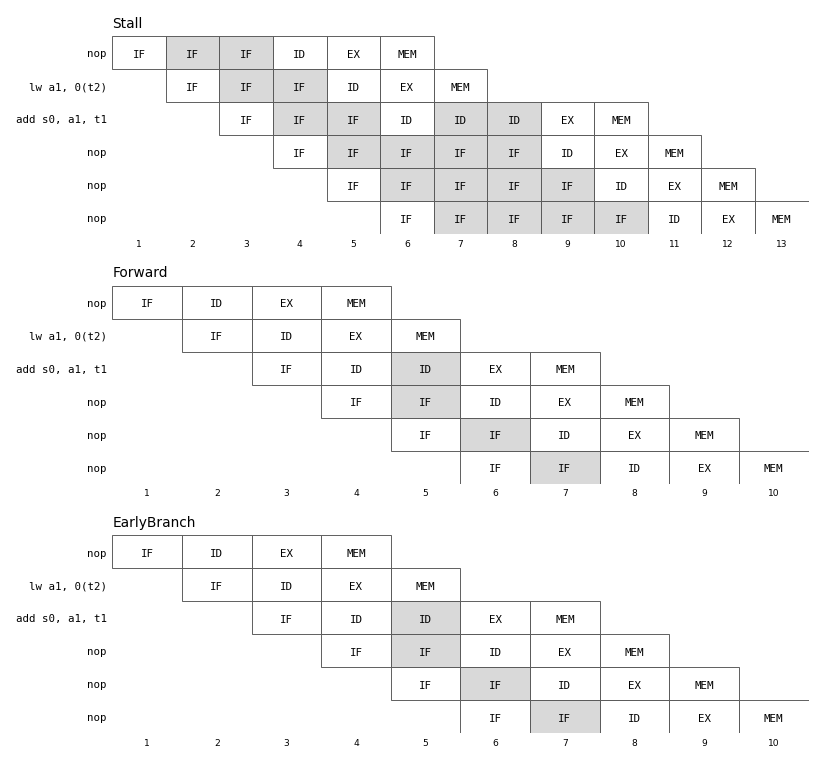 Stall
nop IF IF IF ID EX MEM
lw a1, 0(t2) IF IF IF ID EX MEM
add s0, a1, t1 IF IF IF ID ID ID EX MEM
nop IF IF IF IF IF ID EX MEM
nop IF IF IF IF IF ID EX MEM
nop IF IF IF IF IF ID EX MEM
1 2 3 4 5 6 7 8 9 10 11 12 13
Forward
nop IF ID EX MEM
lw a1, 0(t2) IF ID EX MEM
add s0, a1, t1 IF ID ID EX MEM
nop IF IF ID EX MEM
nop IF IF ID EX MEM
nop IF IF ID EX MEM
1 2 3 4 5 6 7 8 9 10
EarlyBranch
nop IF ID EX MEM
lw a1, 0(t2) IF ID EX MEM
add s0, a1, t1 IF ID ID EX MEM
nop IF IF ID EX MEM
nop IF IF ID EX MEM
nop IF IF ID EX MEM
1 2 3 4 5 6 7 8 9 10